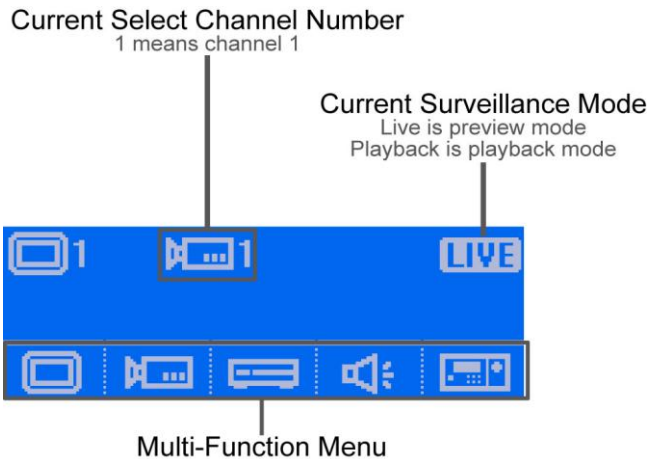 Current Select Channel Number
1 means channel 1
Current Surveillance Mode
Live is preview mode
Playback is playback mode
1 1 LIVE
Multi-Function Menu